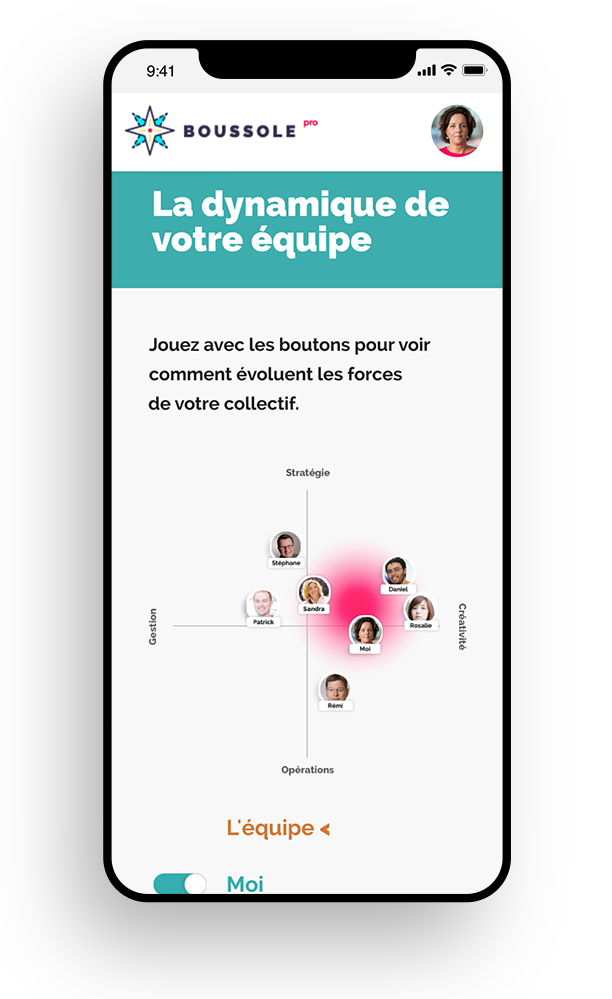 9:41
BOUSSOLE pro
La dynamique de
votre équipe
Jouez avec les boutons pour voir
comment évoluent les forces
de votre collectif.
Stratégie
Stéphane
Daniel
Sandra
Patrick
Rosalie
Gestion
Créativité
Moi
Rémi
Opérations
L'équipe <
Moi